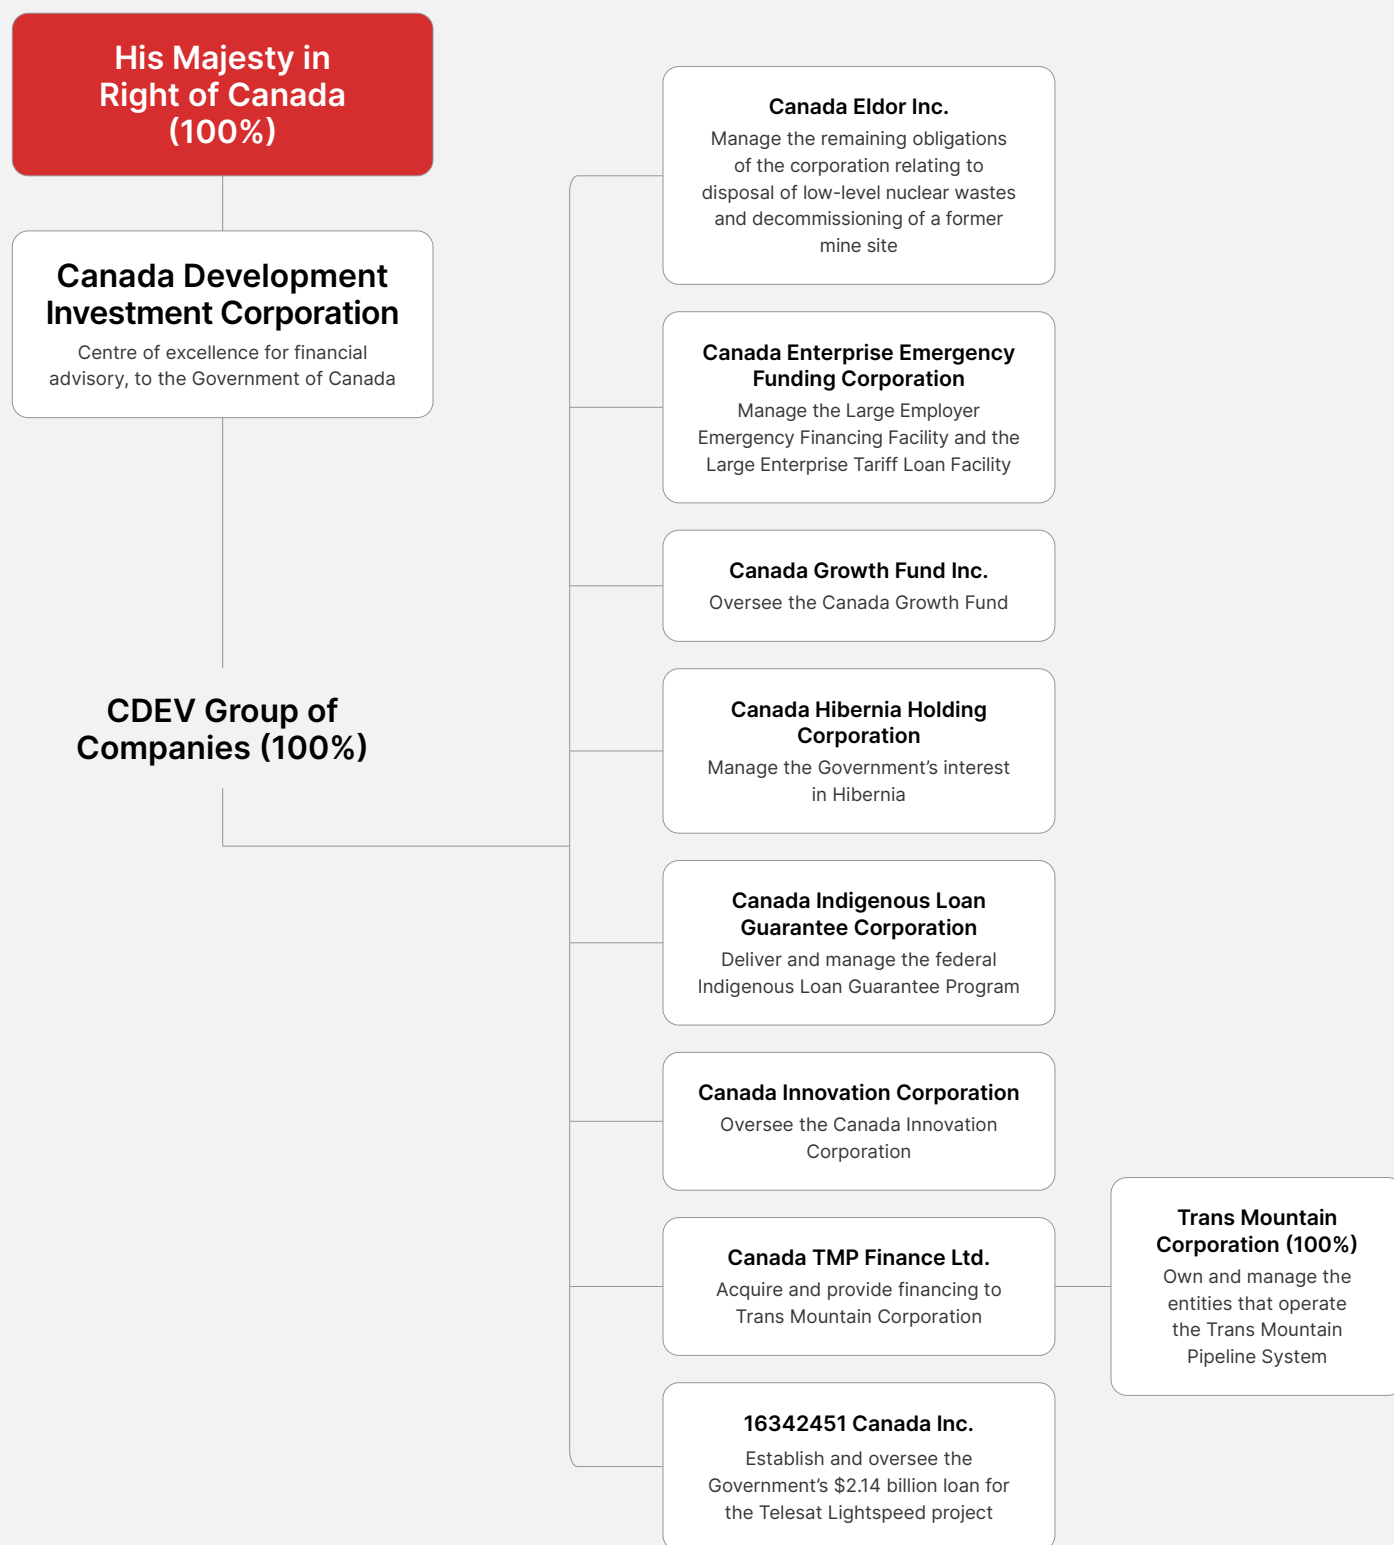 His Majesty in
Right of Canada
(100%)
Canada Development
Investment Corporation
Centre of excellence for financial
advisory, to the Government of Canada
CDEV Group of
Companies (100%)
Canada Eldor Inc.
Manage the remaining obligations
of the corporation relating to
disposal of low-level nuclear wastes
and decommissioning of a former
mine site
Canada Enterprise Emergency
Funding Corporation
Manage the Large Employer
Emergency Financing Facility and the
Large Enterprise Tariff Loan Facility
Canada Growth Fund Inc.
Oversee the Canada Growth Fund
Canada Hibernia Holding
Corporation
Manage the Government’s interest
in Hibernia
Canada Indigenous Loan
Guarantee Corporation
Deliver and manage the federal
Indigenous Loan Guarantee Program
Canada Innovation Corporation
Oversee the Canada Innovation
Corporation
Canada TMP Finance Ltd.
Acquire and provide financing to
Trans Mountain Corporation
Trans Mountain
Corporation (100%)
Own and manage the
entities that operate
the Trans Mountain
Pipeline System
16342451 Canada Inc.
Establish and oversee the
Government’s $2.14 billion loan for
the Telesat Lightspeed project